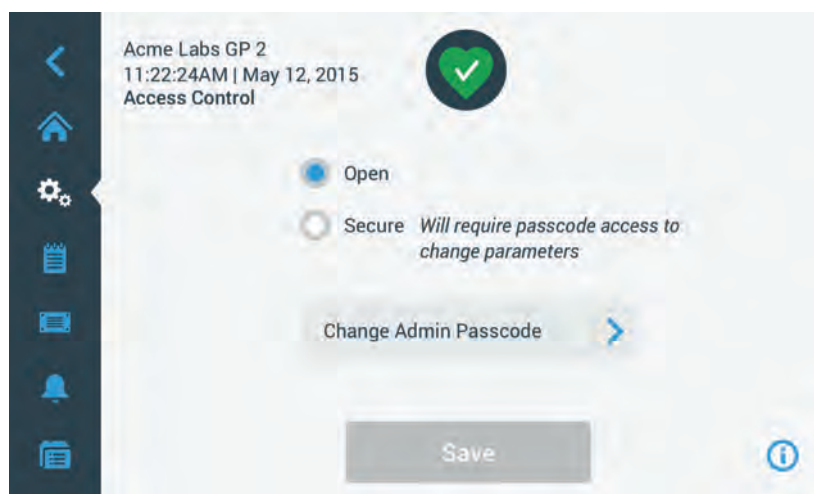 Acme Labs GP 2
11:22:24AM | May 12, 2015
Access Control
Open
Secure Will require passcode access to
change parameters
Change Admin Passcode
Save